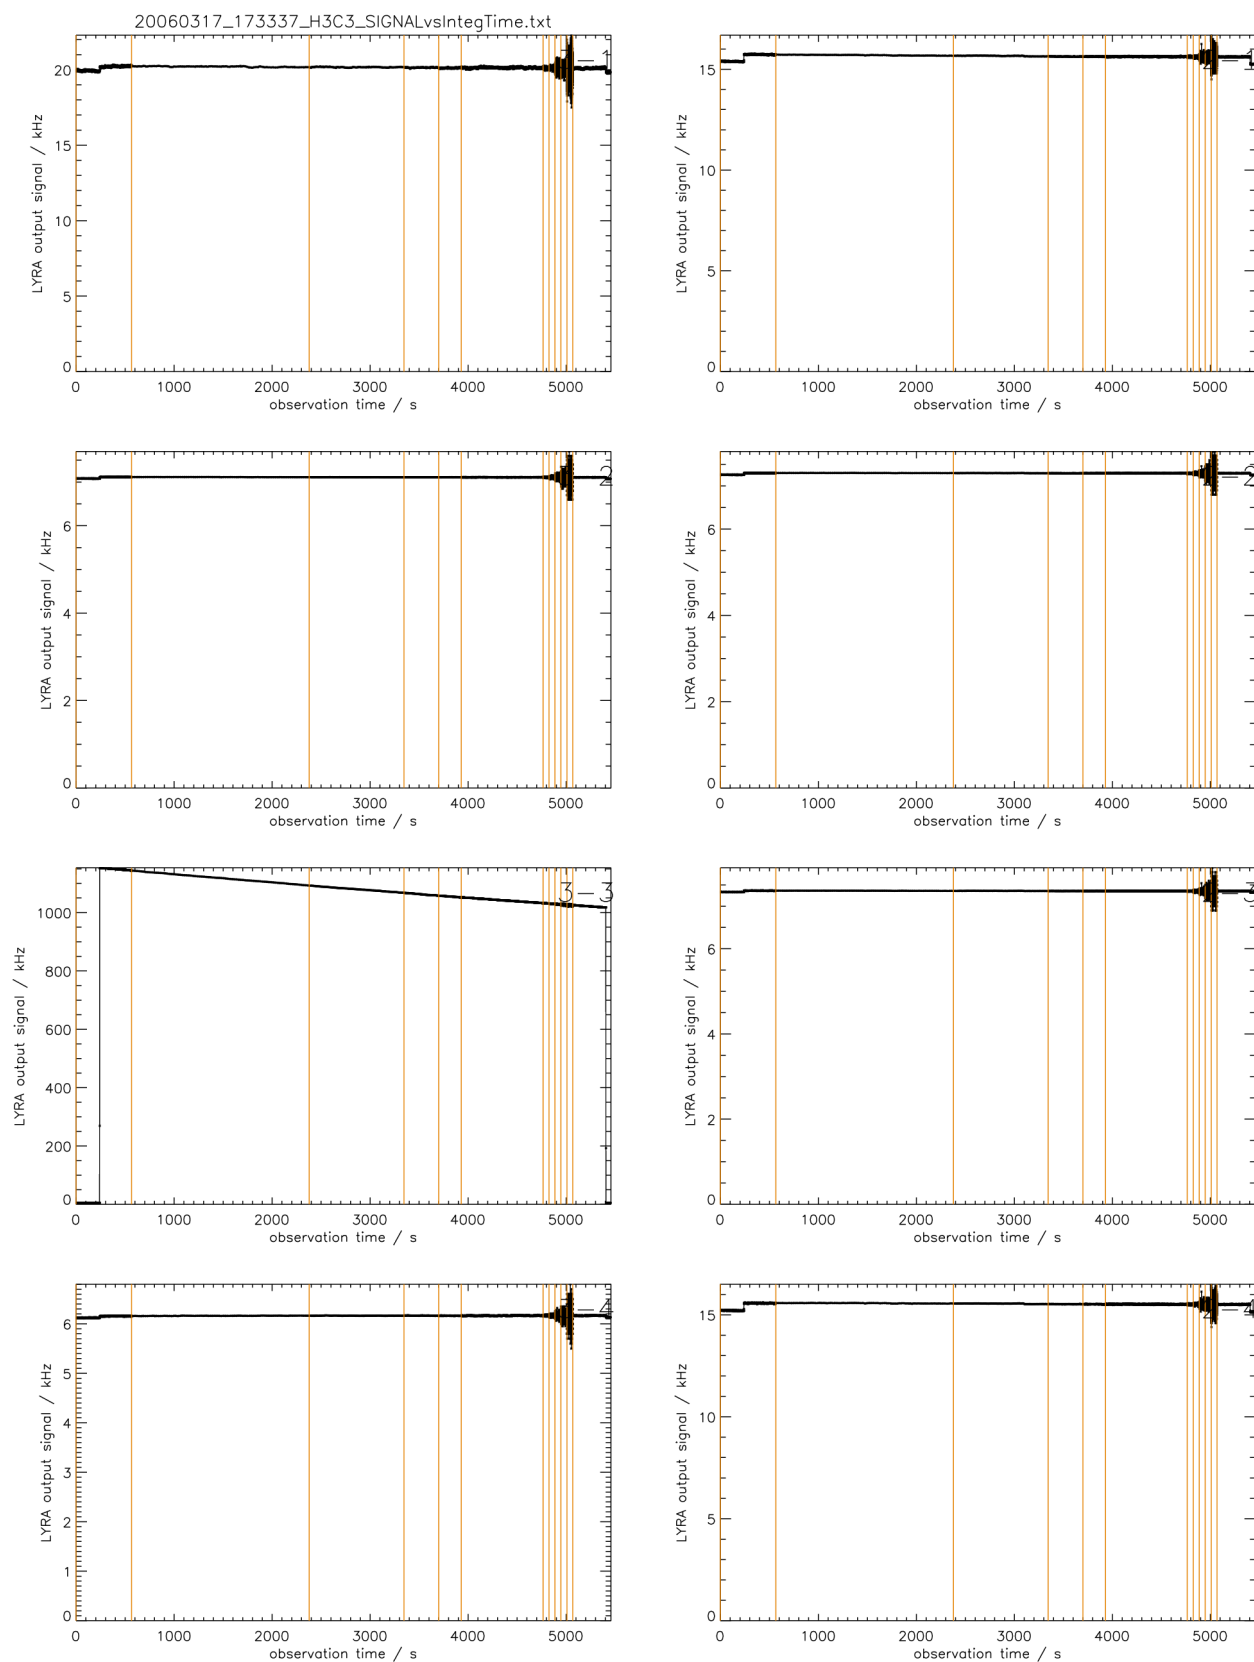 20060317_173337_H3C3_SIGNALvsIntegTime.txt
20
15
10
5
0
LYRA output signal / kHz
0 1000 2000 3000 4000 5000
observation time / s
15
10
5
0
LYRA output signal / kHz
0 1000 2000 3000 4000 5000
observation time / s
6
4
2
0
LYRA output signal / kHz
0 1000 2000 3000 4000 5000
observation time / s
6
4
2
0
LYRA output signal / kHz
0 1000 2000 3000 4000 5000
observation time / s
3-3
1000
800
600
400
200
0
LYRA output signal / kHz
0 1000 2000 3000 4000 5000
observation time / s
6
4
2
0
LYRA output signal / kHz
0 1000 2000 3000 4000 5000
observation time / s
6
5
4
3
2
1
0
LYRA output signal / kHz
0 1000 2000 3000 4000 5000
observation time / s
15
10
5
0
LYRA output signal / kHz
0 1000 2000 3000 4000 5000
observation time / s